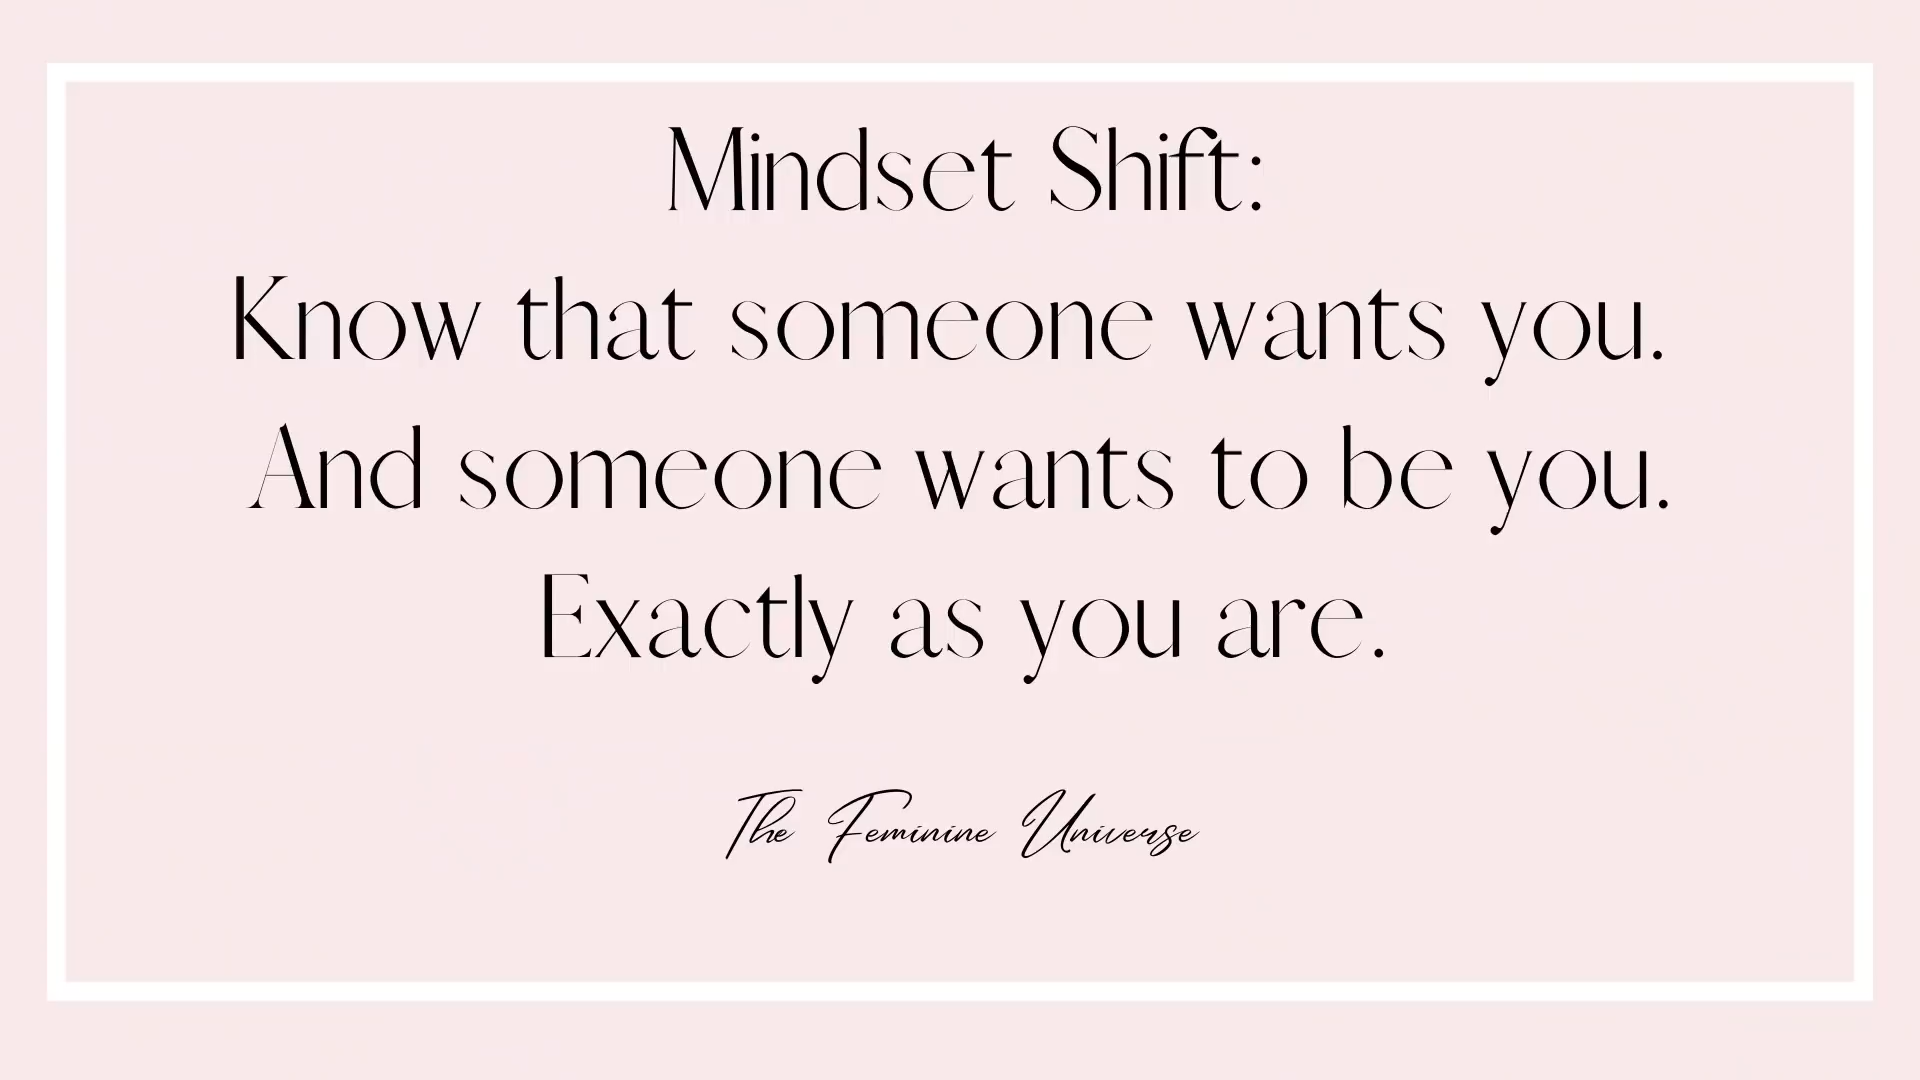 Mindset Shift:
Know that someone wants you.
And someone wants to be you.
Exactly as you are.
The Feminine Universe